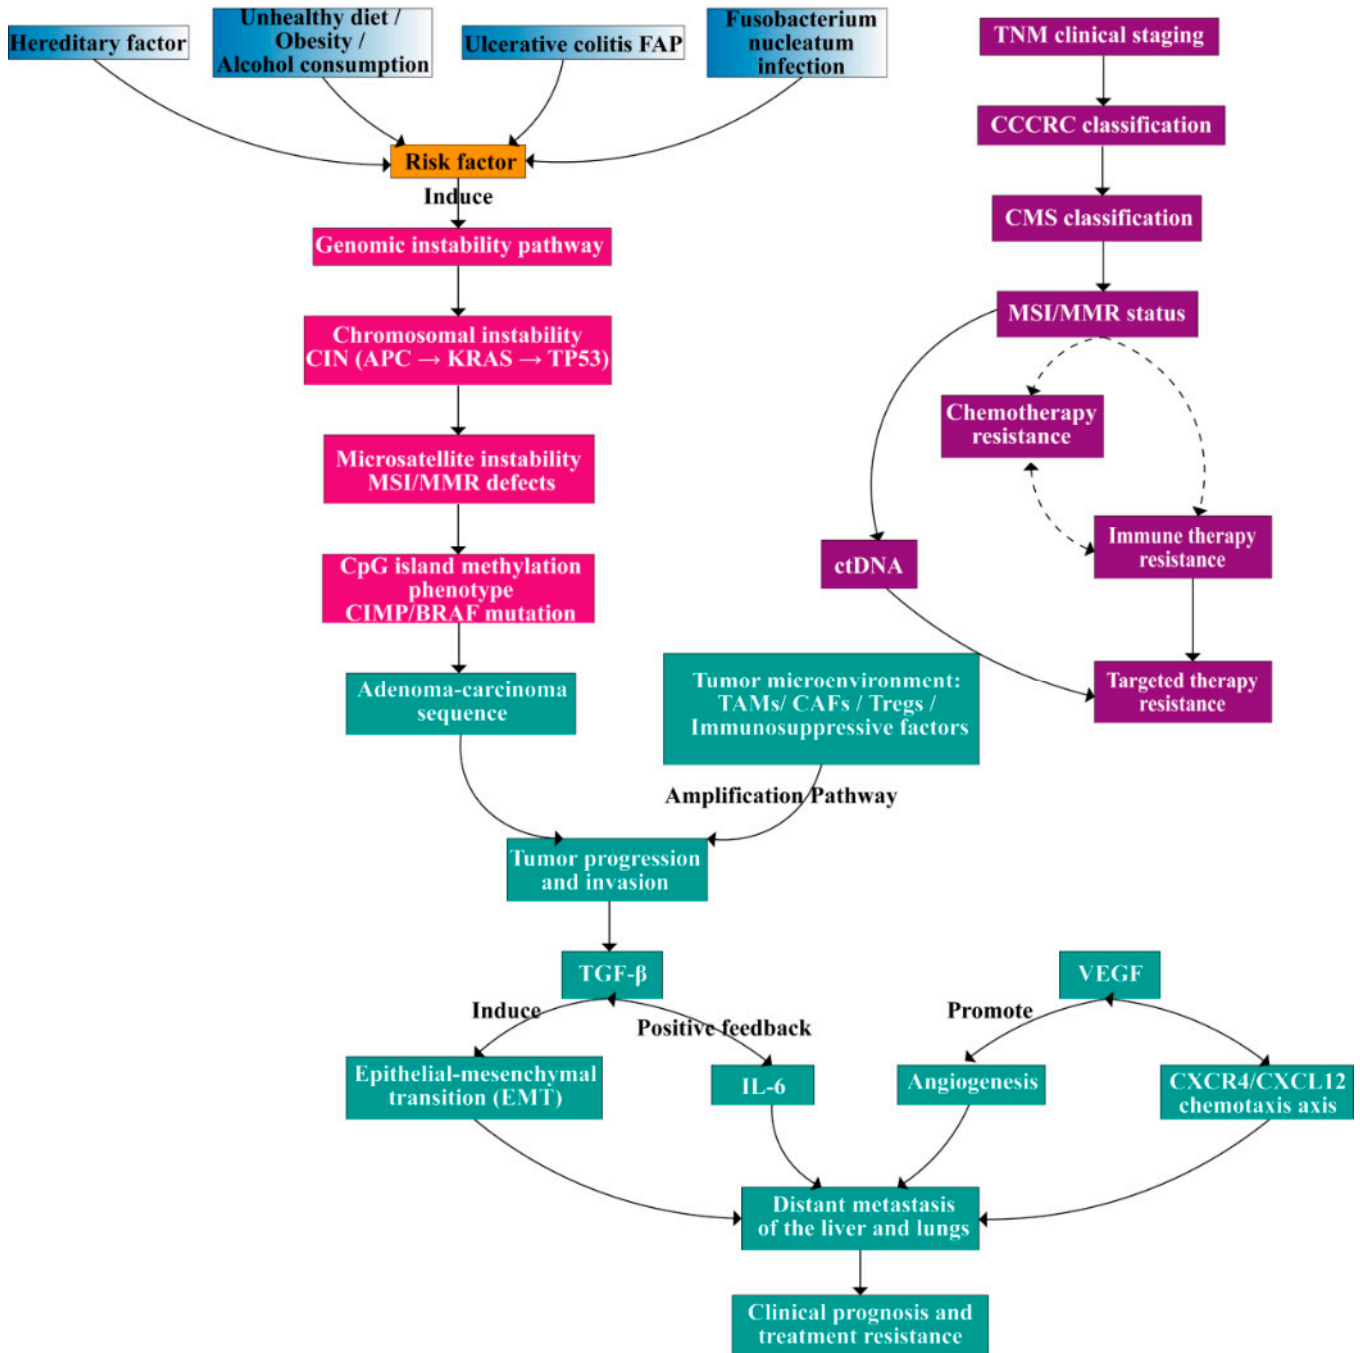 Hereditary factor
Unhealthy diet /
Obesity /
Alcohol consumption
Ulcerative colitis FAP
Fusobacterium
nucleatum
infection
Risk factor
Induce
Genomic instability pathway
Chromosomal instability
CIN (APC → KRAS → TP53)
Microsatellite instability
MSI/MMR defects
CpG island methylation
phenotype
CIMP/BRAF mutation
Adenoma-carcinoma
sequence
Tumor microenvironment:
TAMs/ CAFs / Tregs /
Immunosuppressive factors
Amplification Pathway
Tumor progression
and invasion
TGF-β
Induce
Positive feedback
Epithelial-mesenchymal
transition (EMT)
IL-6
VEGF
Promote
Angiogenesis
CXCR4/CXCL12
chemotaxis axis
Distant metastasis
of the liver and lungs
Clinical prognosis and
treatment resistance
TNM clinical staging
CCCRC classification
CMS classification
MSI/MMR status
Chemotherapy
resistance
Immune therapy
resistance
ctDNA
Targeted therapy
resistance